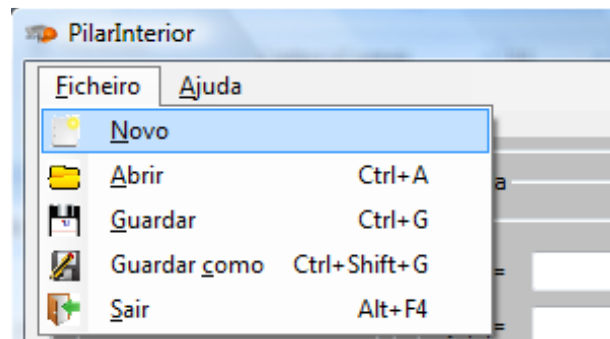 PilarInterior
Ficheiro Ajuda
Novo
Abrir Ctrl+A
a
Guardar Ctrl+G
Guardar como Ctrl+Shift+G
=
Sair Alt+F4
=